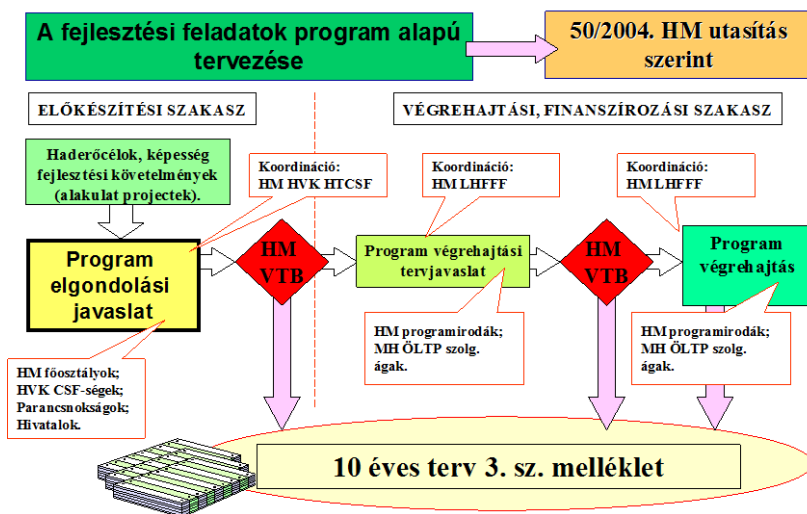 A fejlesztési feladatok program alapú
tervezése
50/2004. HM utasítás
szerint
ELŐKÉSZÍTÉSI SZAKASZ
VÉGREHAJTÁSI, FINANSZÍROZÁSI SZAKASZ
Haderőcélok, képesség
fejlesztési követelmények
(alakulat projectek).
Koordináció:
HM HVK HTCSF
Koordináció:
HM LHFFF
Koordináció:
HM LHFFF
Program
elgondolási
javaslat
HM
VTB
Program végrehajtási
tervjavaslat
HM
VTB
Program
végrehajtás
HM főosztályok;
HVK CSF-ségek;
Parancsnokságok;
Hivatalok.
HM programirodák;
MH ÖLTP szolg.
ágak.
HM programirodák;
MH ÖLTP szolg.
ágak.
10 éves terv 3. sz. melléklet